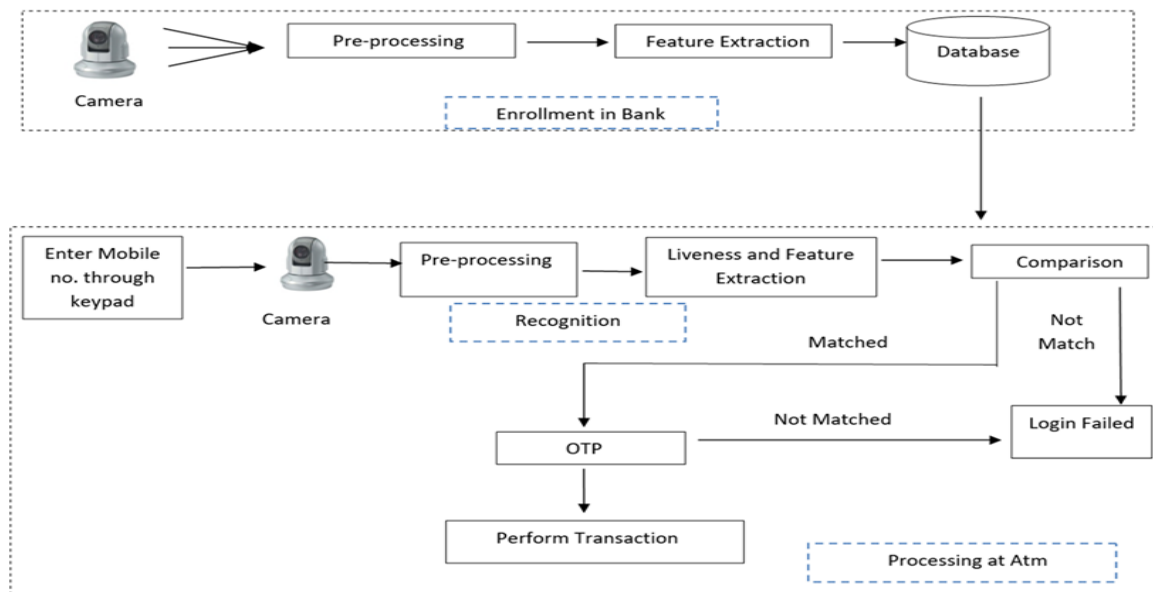 Pre-processing
Feature Extraction
Database
Camera
Enrollment in Bank
Enter Mobile
no. through
keypad
Camera
Pre-processing
Liveness and Feature
Extraction
Comparison
Recognition
Matched
Not
Match
Not Matched
Login Failed
OTP
Perform Transaction
Processing at Atm